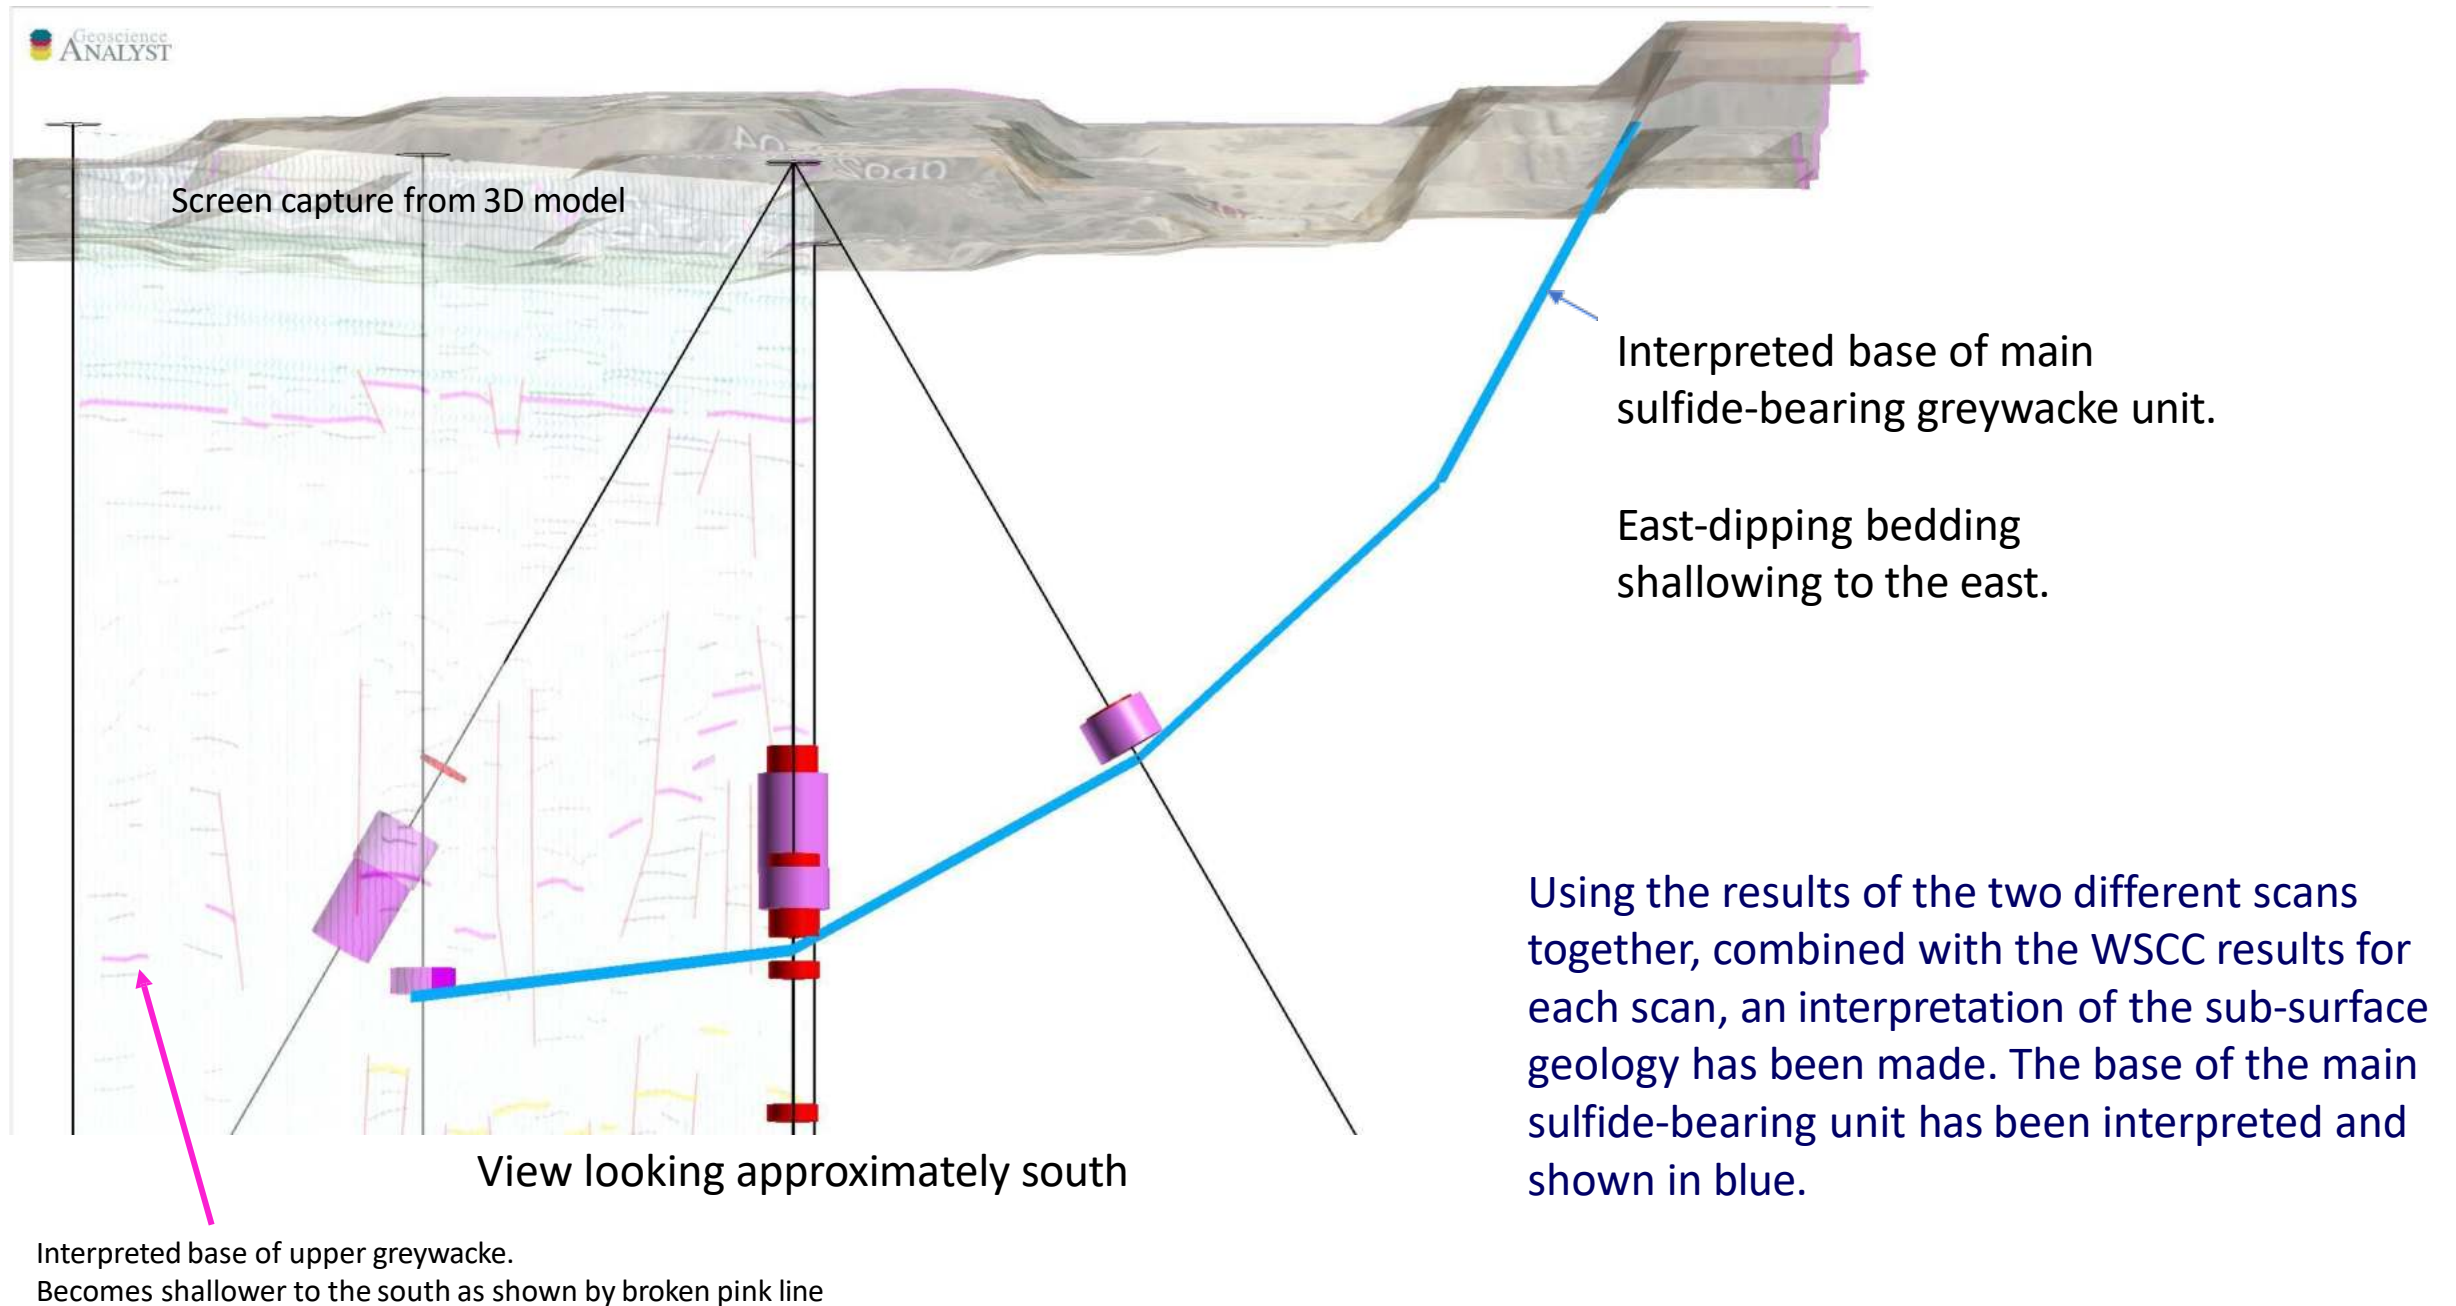 Geoscience
ANALYST
Screen capture from 3D model
Interpreted base of main
sulfide-bearing greywacke unit.
East-dipping bedding
shallowing to the east.
Using the results of the two different scans
together, combined with the WSCC results for
each scan, an interpretation of the sub-surface
geology has been made. The base of the main
sulfide-bearing unit has been interpreted and
shown in blue.
View looking approximately south
Interpreted base of upper greywacke.
Becomes shallower to the south as shown by broken pink line